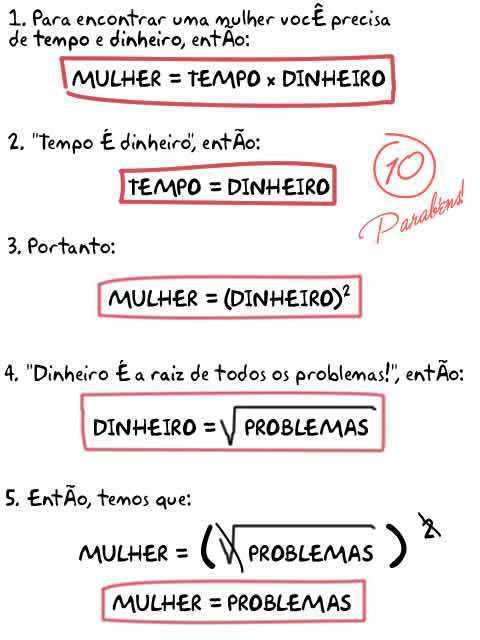 1. Para encontrar uma mulher vocÊ precisa
de tempo e dinheiro, entÃo:
MULHER = TEMPO x DINHEIRO
2. "Tempo É dinheiro", entÃo:
TEMPO = DINHEIRO
10
Parabéns!
3. Portanto:
MULHER = (DINHEIRO)²
4. "Dinheiro É a raiz de todos os problemas!", entÃo:
DINHEIRO = √PROBLEMAS
5. EntÃo, temos que:
MULHER = (√PROBLEMAS)²
MULHER = PROBLEMAS